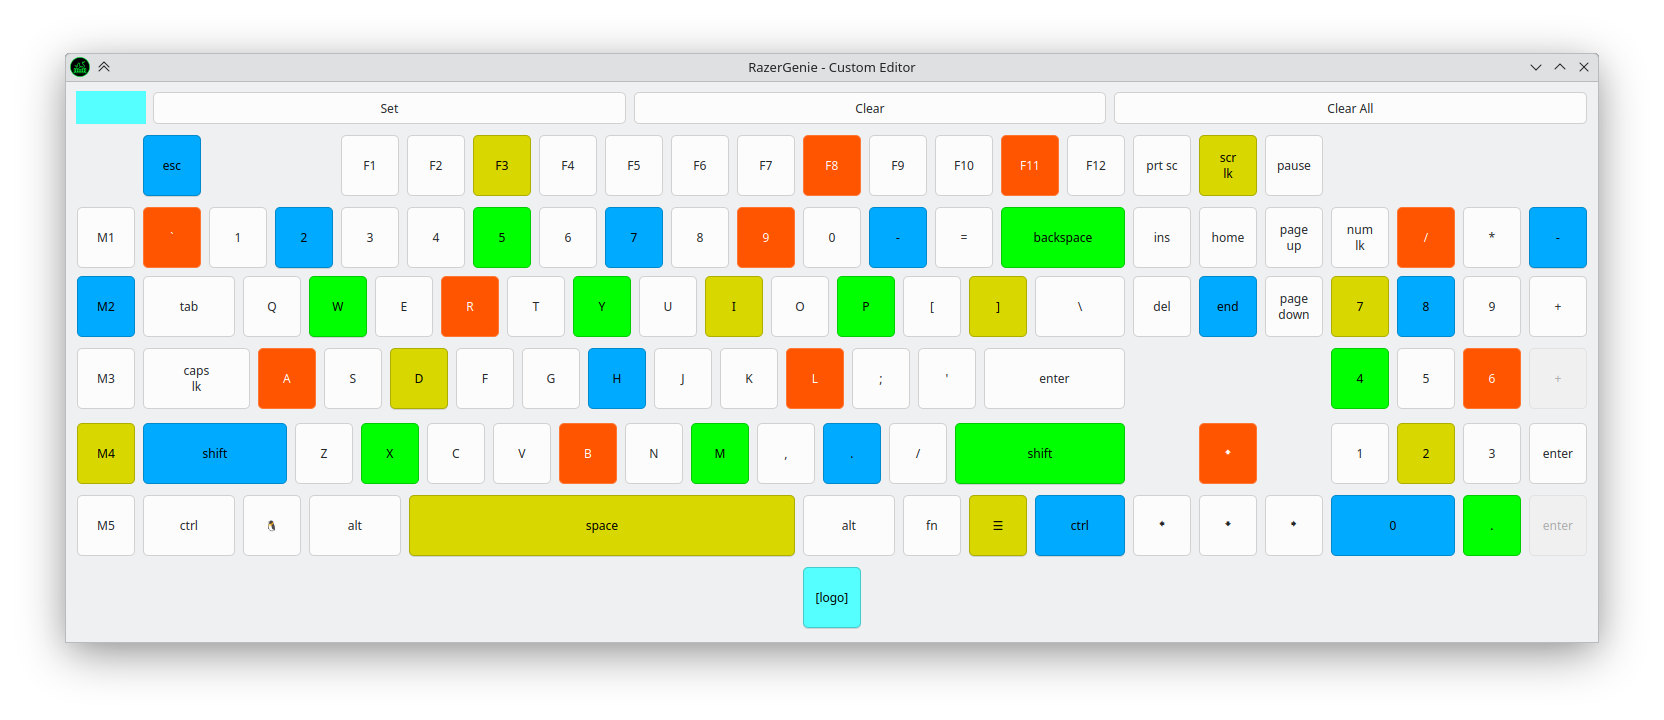 RazerGenie - Custom Editor
Set Clear Clear All
esc F1 F2 F3 F4 F5 F6 F7 F8 F9 F10 F11 F12 prt sc scr lk pause
M1 ` 1 2 3 4 5 6 7 8 9 0 - = backspace ins home page up num lk / * -
M2 tab Q W E R T Y U I O P [ ] \ del end page down 7 8 9 +
M3 caps lk A S D F G H J K L ; ' enter 4 5 6 +
M4 shift Z X C V B N M , . / shift 1 2 3 enter
M5 ctrl alt space alt fn ☰ ctrl 0 . enter
[logo]